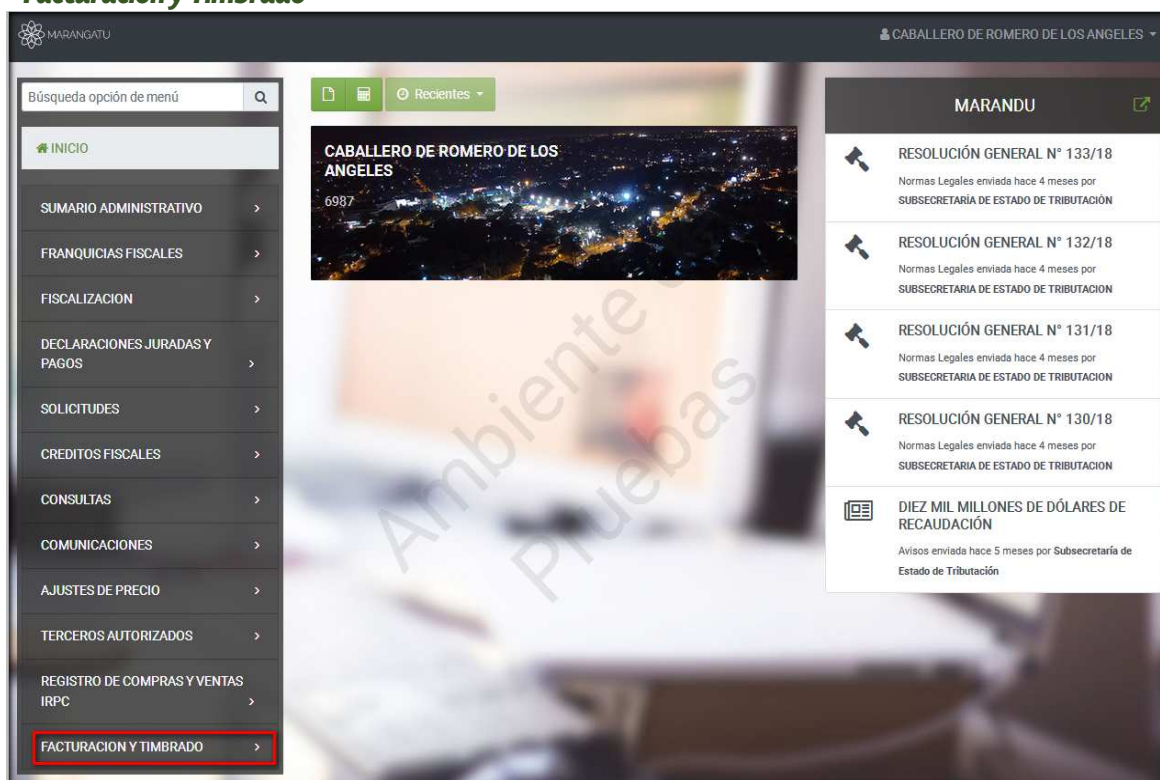 Facturación y Timbrado
MARANGATU
CABALLERO DE ROMERO DE LOS ANGELES
Búsqueda opción de menú
INICIO
SUMARIO ADMINISTRATIVO
FRANQUICIAS FISCALES
FISCALIZACION
DECLARACIONES JURADAS Y
PAGOS
SOLICITUDES
CREDITOS FISCALES
CONSULTAS
COMUNICACIONES
AJUSTES DE PRECIO
TERCEROS AUTORIZADOS
REGISTRO DE COMPRAS Y VENTAS
IRPC
FACTURACION Y TIMBRADO
Recientes
CABALLERO DE ROMERO DE LOS
ANGELES
6987
Ambiente
Pruebas
MARANDU
RESOLUCIÓN GENERAL N° 133/18
Normas Legales enviada hace 4 meses por
SUBSECRETARÍA DE ESTADO DE TRIBUTACIÓN
RESOLUCIÓN GENERAL N° 132/18
Normas Legales enviada hace 4 meses por
SUBSECRETARIA DE ESTADO DE TRIBUTACION
RESOLUCIÓN GENERAL N° 131/18
Normas Legales enviada hace 4 meses por
SUBSECRETARIA DE ESTADO DE TRIBUTACION
RESOLUCIÓN GENERAL N° 130/18
Normas Legales enviada hace 4 meses por
SUBSECRETARIA DE ESTADO DE TRIBUTACION
DIEZ MIL MILLONES DE DÓLARES DE
RECAUDACIÓN
Avisos enviada hace 5 meses por Subsecretaría de
Estado de Tributación